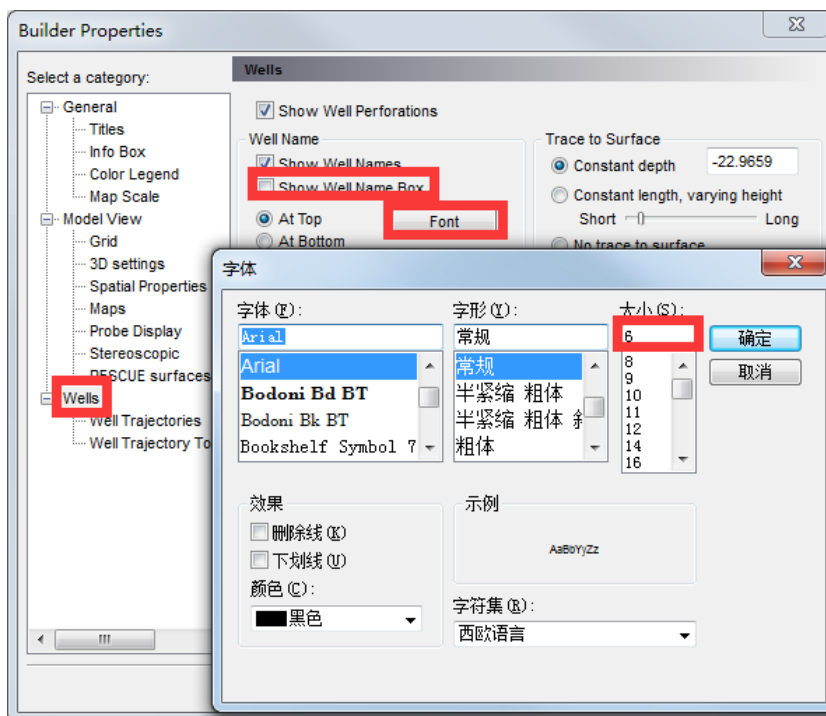 Builder Properties
Select a category:
General
Titles
Info Box
Color Legend
Map Scale
Model View
Grid
3D settings
Spatial Properties
Maps
Probe Display
Stereoscopic
RESCUE surfaces
Wells
Well Trajectories
Well Trajectory To
Wells
Show Well Perforations
Well Name
Show Well Names
Show Well Name Box
At Top
Font
At Bottom
Trace to Surface
Constant depth
-22.9659
Constant length, varying height
Short
Long
No trace to surface
字体
字体(F):
Arial
Arial
Bodoni Bd BT
Bodoni Bk BT
Bookshelf Symbol 7
字形(Y):
常规
常规
半紧缩 粗体
半紧缩 粗体 斜
粗体
大小(S):
6
8
9
10
11
12
14
16
确定
取消
效果
删除线(K)
下划线(U)
颜色(C):
黑色
示例
AaBbYyZz
字符集(R):
西欧语言